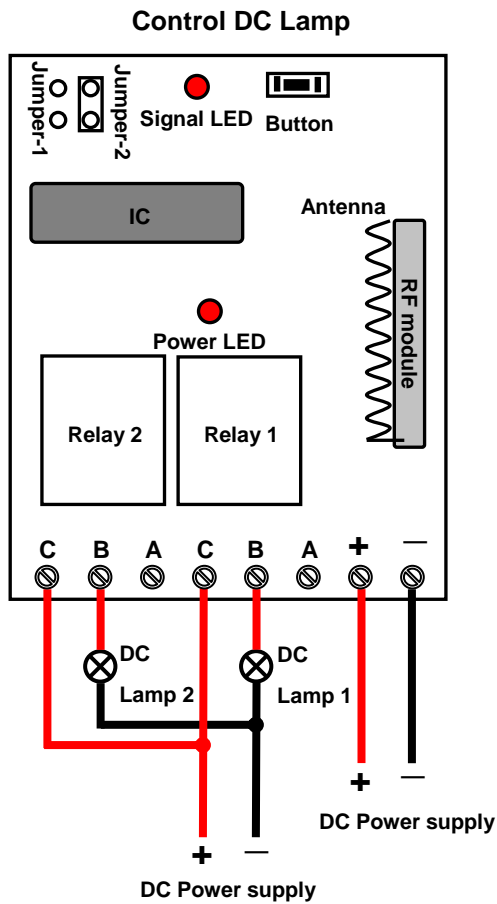 Control DC Lamp
Jumper-1
Jumper-2
Signal LED
Button
IC
Antenna
RF module
Power LED
Relay 2
Relay 1
C B A C B A + —
DC
Lamp 2
DC
Lamp 1
+ —
DC Power supply
+ —
DC Power supply